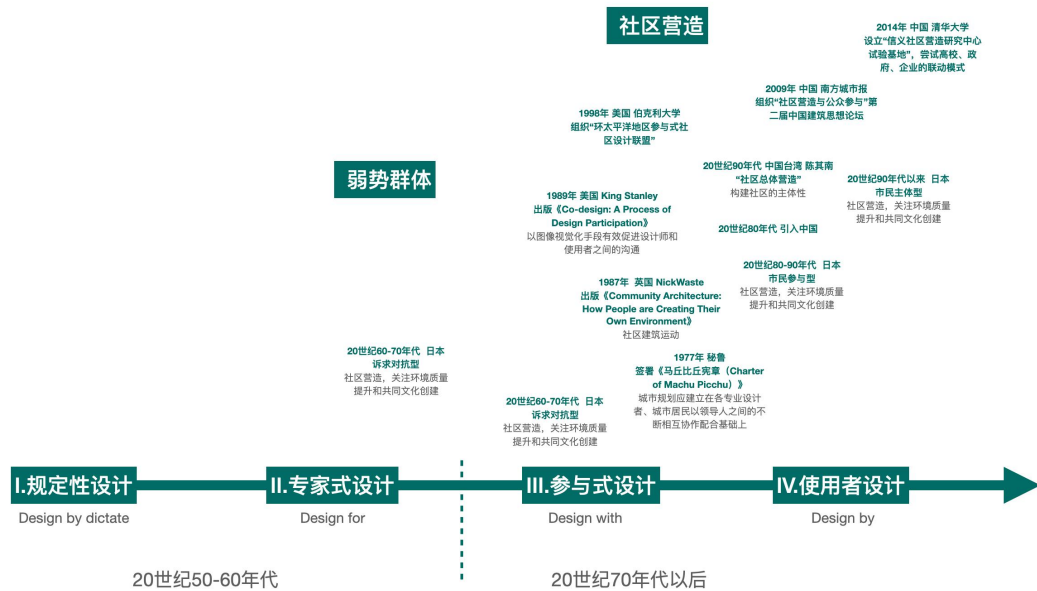 社区营造
2014年 中国 清华大学
设立“信义社区营造研究中心
试验基地”，尝试高校、政
府、企业的联动模式
2009年 中国 南方城市报
组织“社区营造与公众参与”第
二届中国建筑思想论坛
1998年 美国 伯克利大学
组织“环太平洋地区参与式社
区设计联盟”
弱势群体
20世纪90年代 中国台湾 陈其南
“社区总体营造”
构建社区的主体性
20世纪90年代以来 日本
市民主体型
社区营造，关注环境质量
提升和共同文化创建
1989年 美国 King Stanley
出版《Co-design: A Process of
Design Participation》
以图像视觉化手段有效促进设计师和
使用者之间的沟通
20世纪80年代 引入中国
20世纪80-90年代 日本
市民参与型
社区营造，关注环境质量
提升和共同文化创建
1987年 英国 NickWaste
出版《Community Architecture:
How People are Creating Their
Own Environment》
社区建筑运动
20世纪60-70年代 日本
诉求对抗型
社区营造，关注环境质量
提升和共同文化创建
1977年 秘鲁
签署《马丘比丘宪章（Charter
of Machu Picchu）》
城市规划应建立在各专业设计
者、城市居民以领导人之间的不
断相互协作配合基础上
20世纪60-70年代 日本
诉求对抗型
社区营造，关注环境质量
提升和共同文化创建
I.规定性设计
II.专家式设计
III.参与式设计
IV.使用者设计
Design by dictate
Design for
Design with
Design by
20世纪50-60年代
20世纪70年代以后